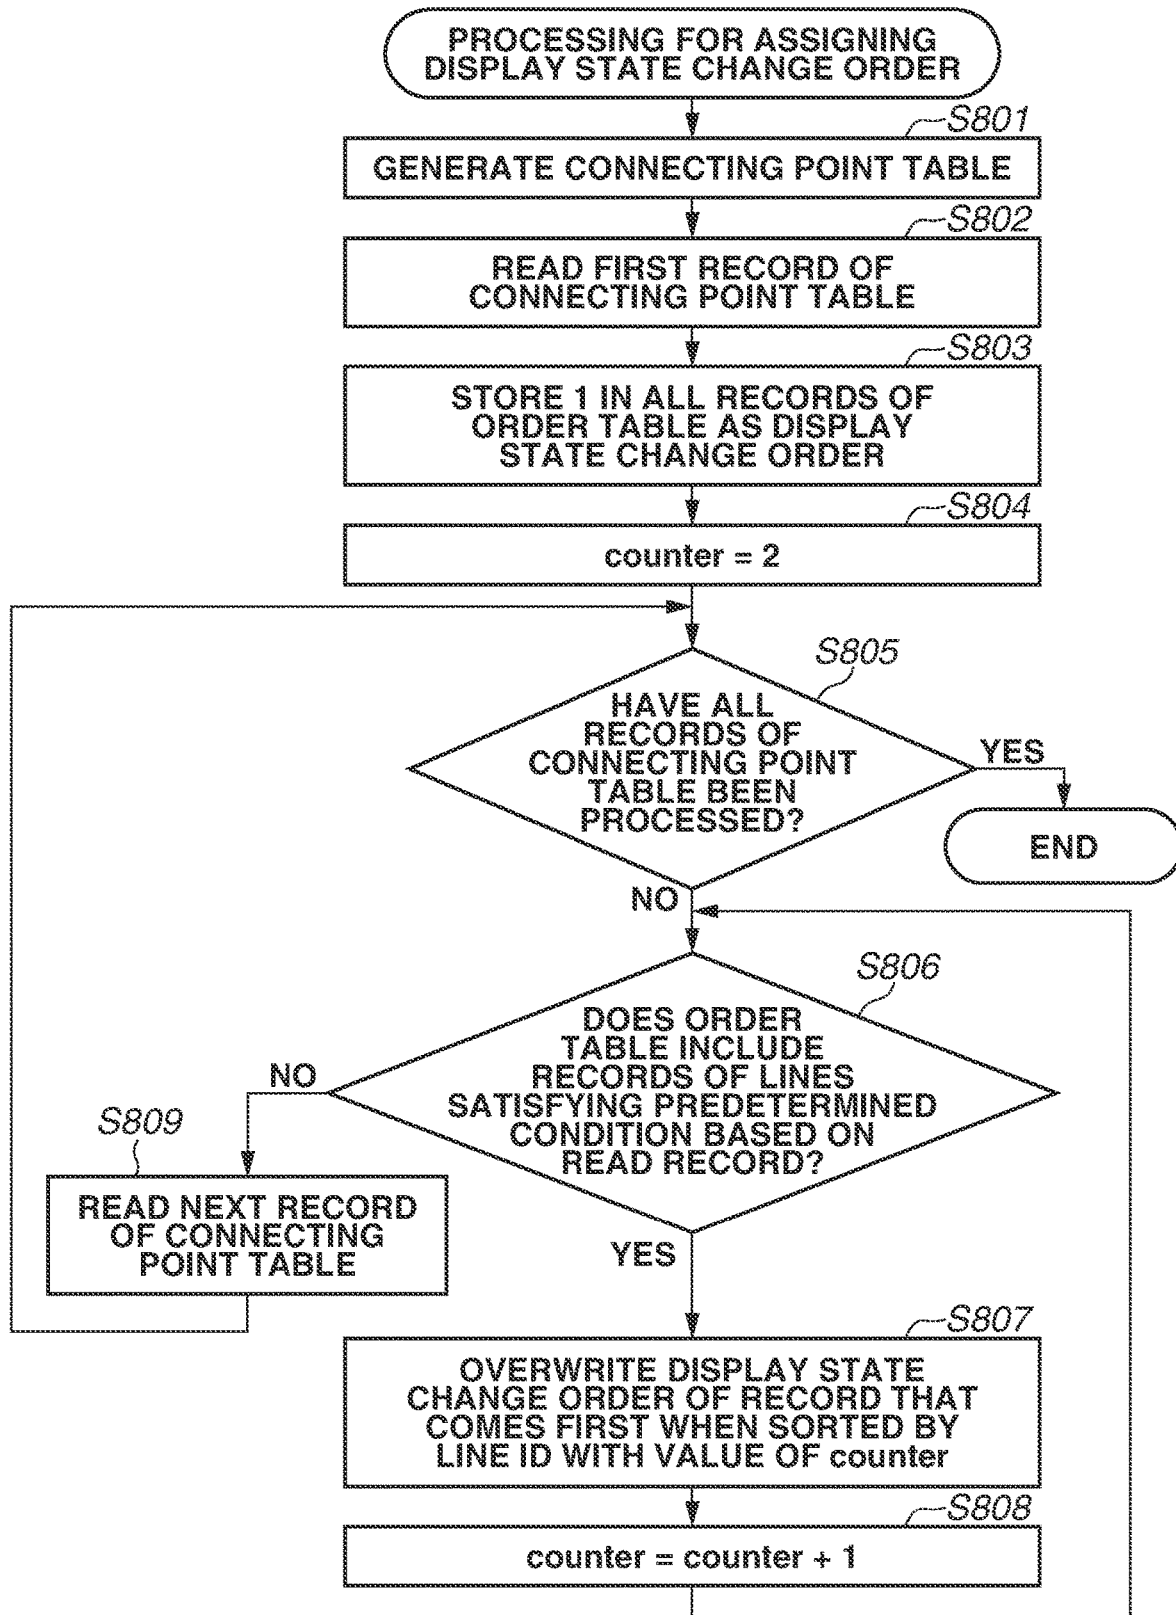 PROCESSING FOR ASSIGNING
DISPLAY STATE CHANGE ORDER
S801
GENERATE CONNECTING POINT TABLE
S802
READ FIRST RECORD OF
CONNECTING POINT TABLE
S803
STORE 1 IN ALL RECORDS OF
ORDER TABLE AS DISPLAY
STATE CHANGE ORDER
S804
counter = 2
S805
HAVE ALL
RECORDS OF
CONNECTING POINT
TABLE BEEN
PROCESSED?
YES
END
NO
S806
DOES ORDER
TABLE INCLUDE
RECORDS OF LINES
SATISFYING PREDETERMINED
CONDITION BASED ON
READ RECORD?
NO
S809
READ NEXT RECORD
OF CONNECTING
POINT TABLE
YES
S807
OVERWRITE DISPLAY STATE
CHANGE ORDER OF RECORD THAT
COMES FIRST WHEN SORTED BY
LINE ID WITH VALUE OF counter
S808
counter = counter + 1